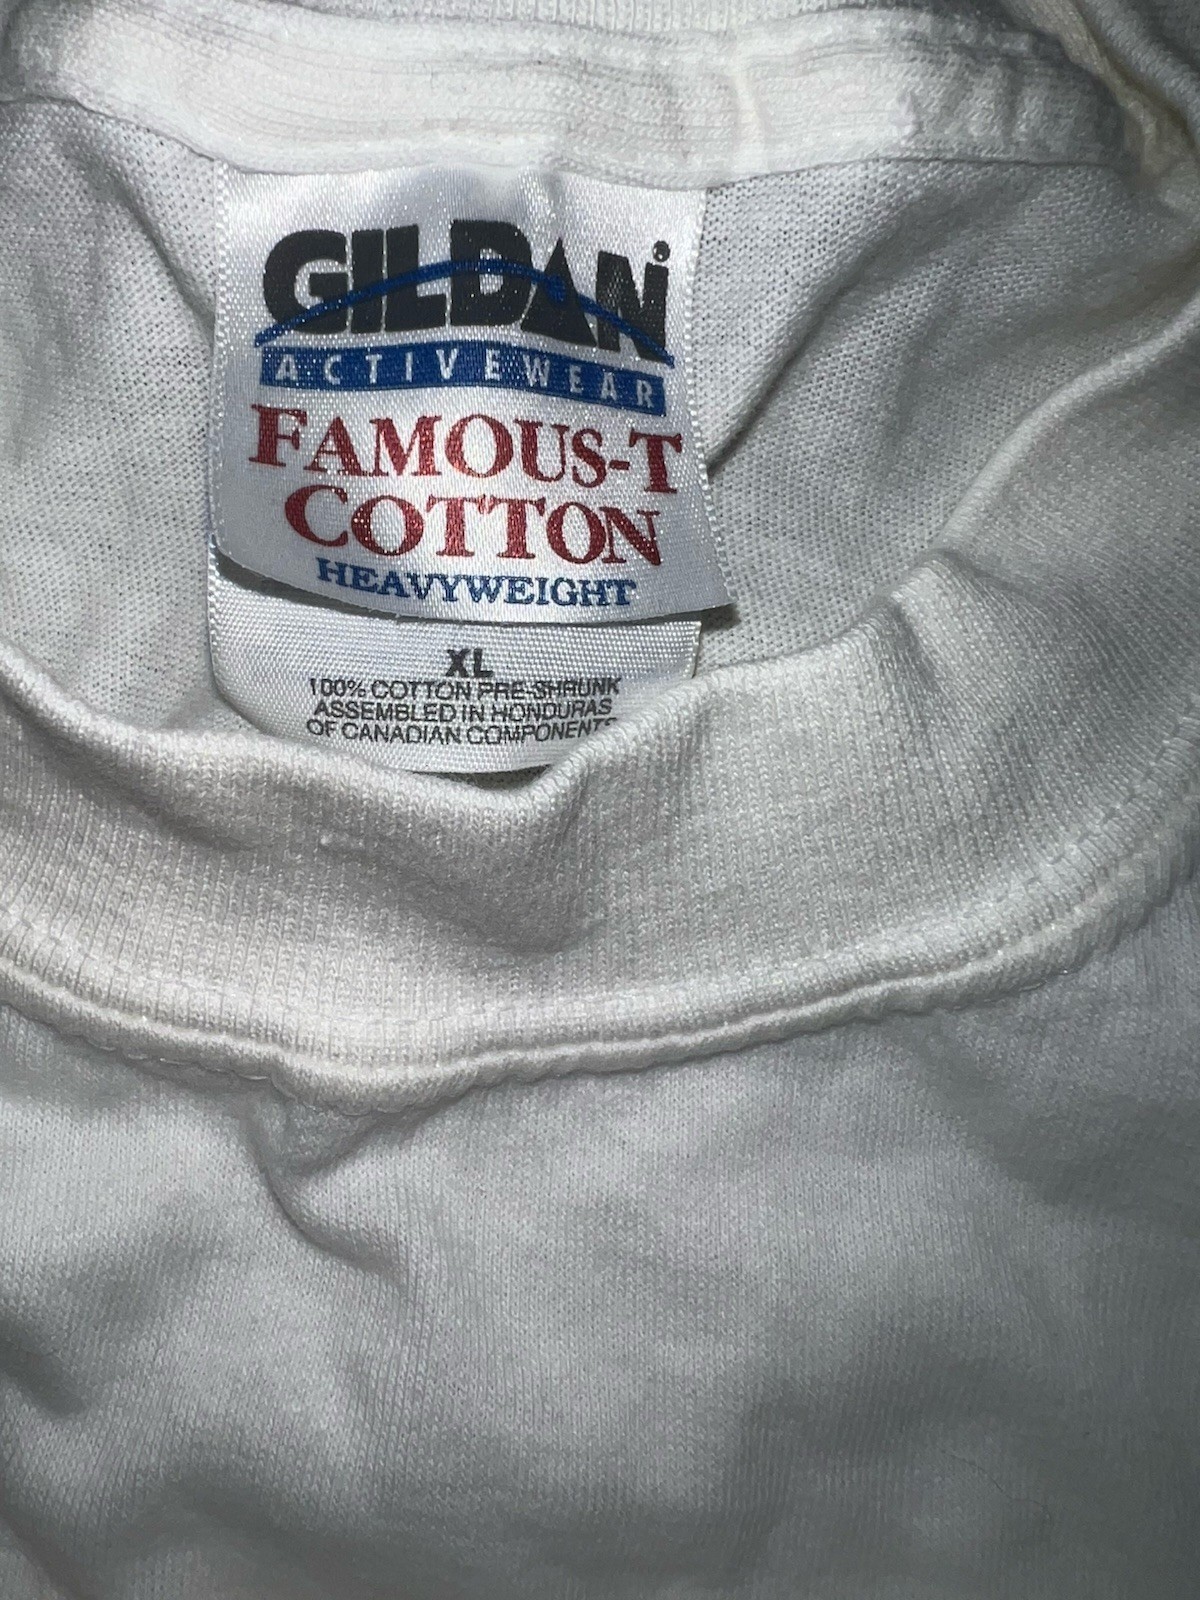 GILDAN®
ACTIVEWEAR
FAMOUS-T
COTTON
HEAVYWEIGHT
XL
100% COTTON PRE-SHRUNK
ASSEMBLED IN HONDURAS
OF CANADIAN COMPONENTS